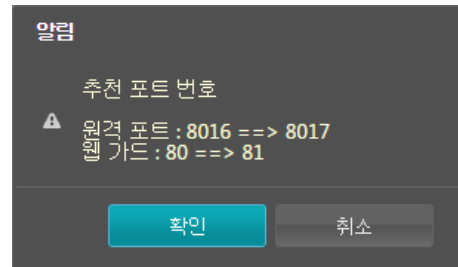 알림
추천 포트 번호
원격 포트 : 8016 ==> 8017
웹 가드 : 80 ==> 81
확인
취소